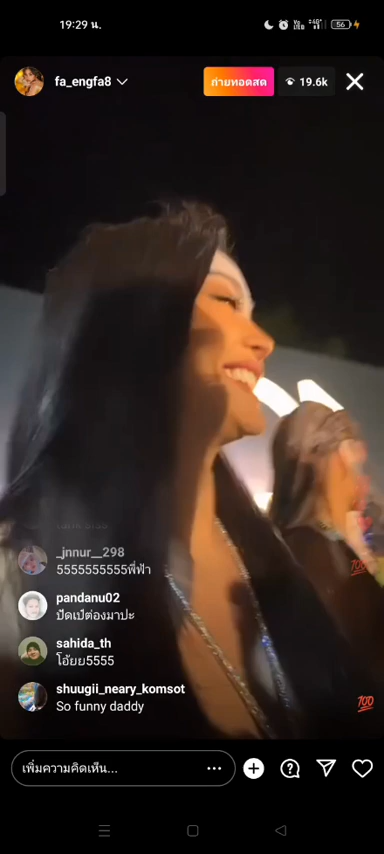 19:29 น.
56
fa_engfa8
ถ่ายทอดสด
19.6k
_jnnur__298
5555555555พี่ฟ้า
pandanu02
ปัดเป๋ต่องมาปะ
sahida_th
โอ้ยย5555
shuugii_neary_komsot
So funny daddy
💯
💯
เพิ่มความคิดเห็น...